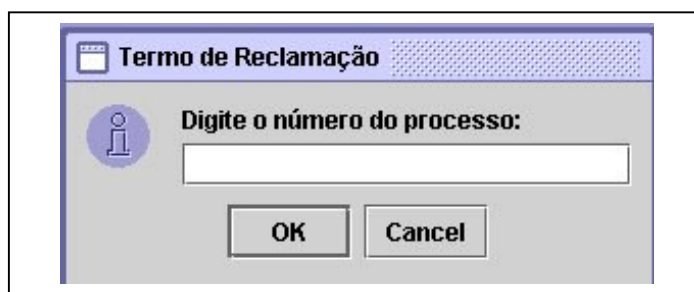 Termo de Reclamação
Digite o número do processo:
OK Cancel